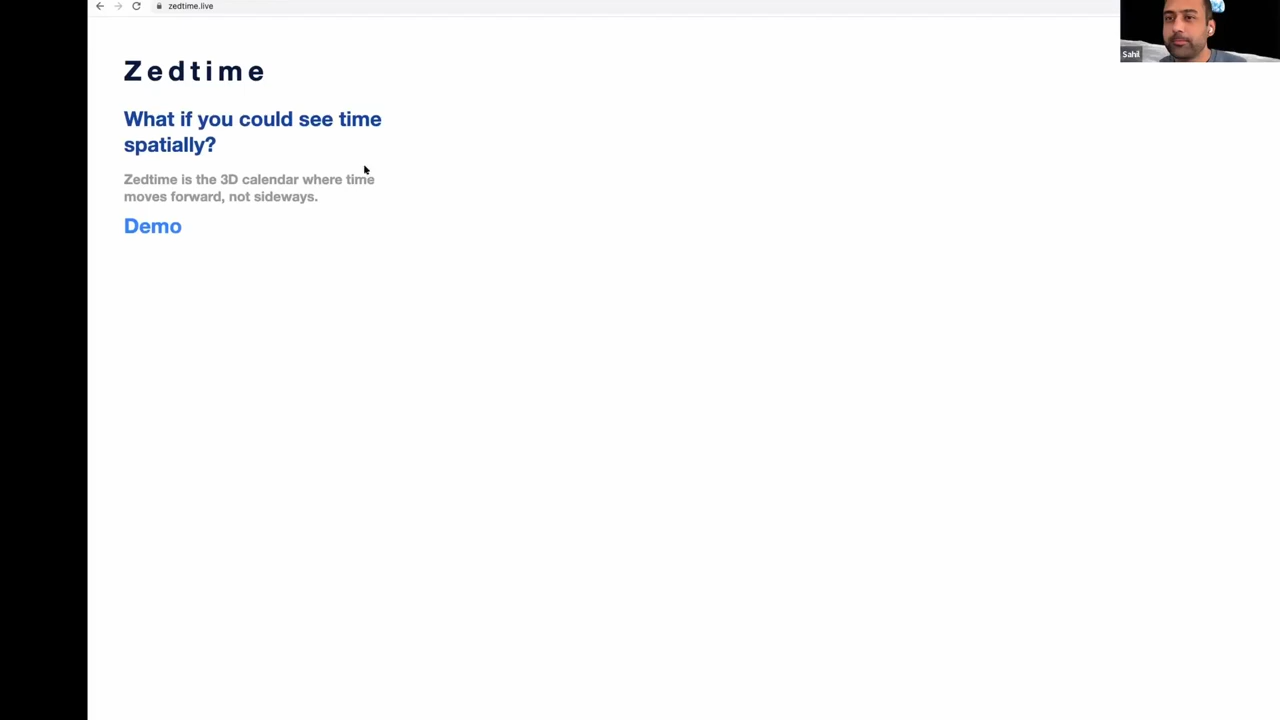 zedtime.live
Sahil
Zedtime
What if you could see time
spatially?
Zedtime is the 3D calendar where time
moves forward, not sideways.
Demo